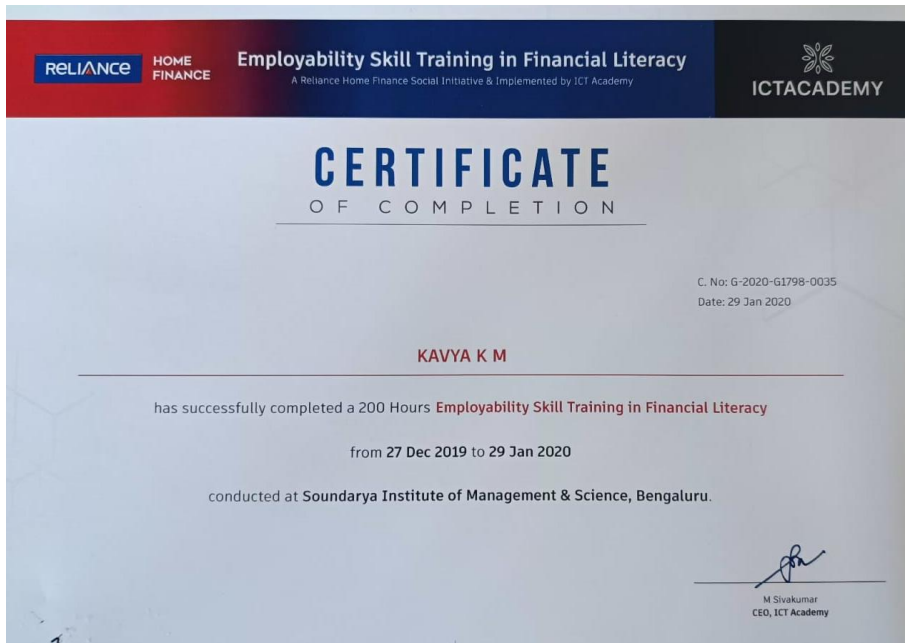 RELIANCE HOME FINANCE
Employability Skill Training in Financial Literacy
A Reliance Home Finance Social Initiative & Implemented by ICT Academy
ICTACADEMY
CERTIFICATE
OF COMPLETION
C. No: G-2020-G1798-0035
Date: 29 Jan 2020
KAVYA K M
has successfully completed a 200 Hours Employability Skill Training in Financial Literacy
from 27 Dec 2019 to 29 Jan 2020
conducted at Soundarya Institute of Management & Science, Bengaluru.
M Sivakumar
CEO, ICT Academy